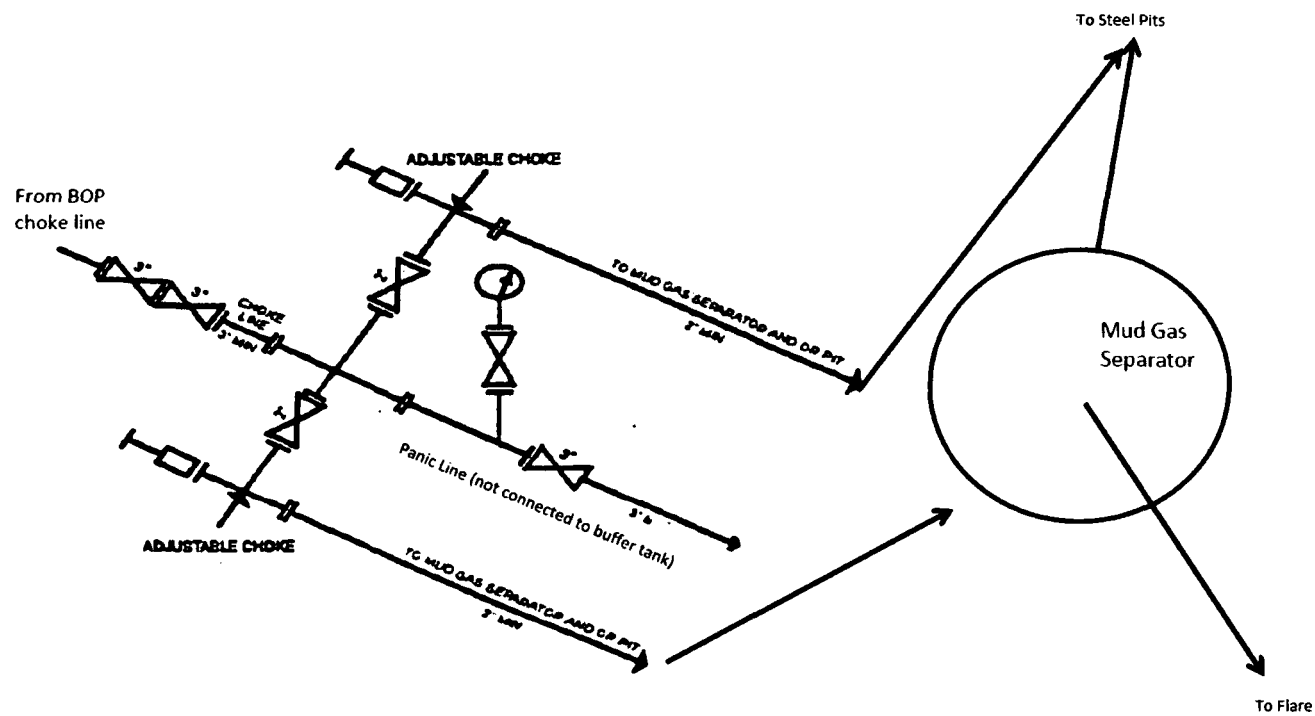 To Steel Pits
ADJUSTABLE CHOKE
From BOP
choke line
3"
3"
CHOKE
LINE
3" MIN
TO MUD GAS SEPARATOR AND OR PIT
2" MIN
Mud Gas
Separator
3"
Panic Line (not connected to buffer tank)
ADJUSTABLE CHOKE
TO MUD GAS SEPARATOR AND OR PIT
2" MIN
To Flare